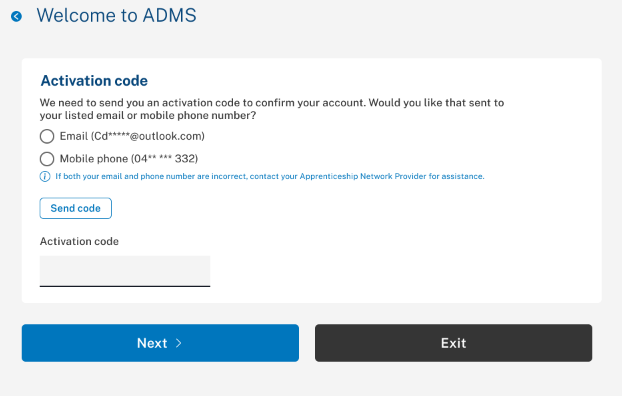 Welcome to ADMS
Activation code
We need to send you an activation code to confirm your account. Would you like that sent to
your listed email or mobile phone number?
Email (Cd*****@outlook.com)
Mobile phone (04** *** 332)
If both your email and phone number are incorrect, contact your Apprenticeship Network Provider for assistance.
Send code
Activation code
Next
Exit